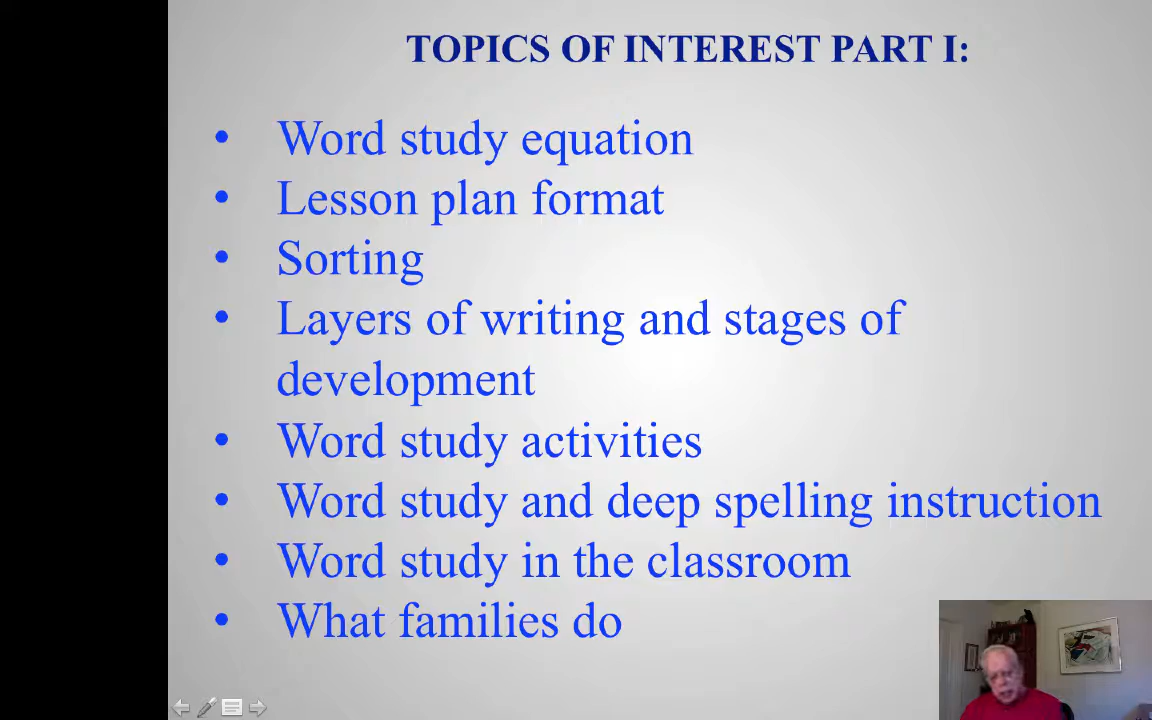 TOPICS OF INTEREST PART I:
• Word study equation
• Lesson plan format
• Sorting
• Layers of writing and stages of
development
• Word study activities
• Word study and deep spelling instruction
• Word study in the classroom
• What families do